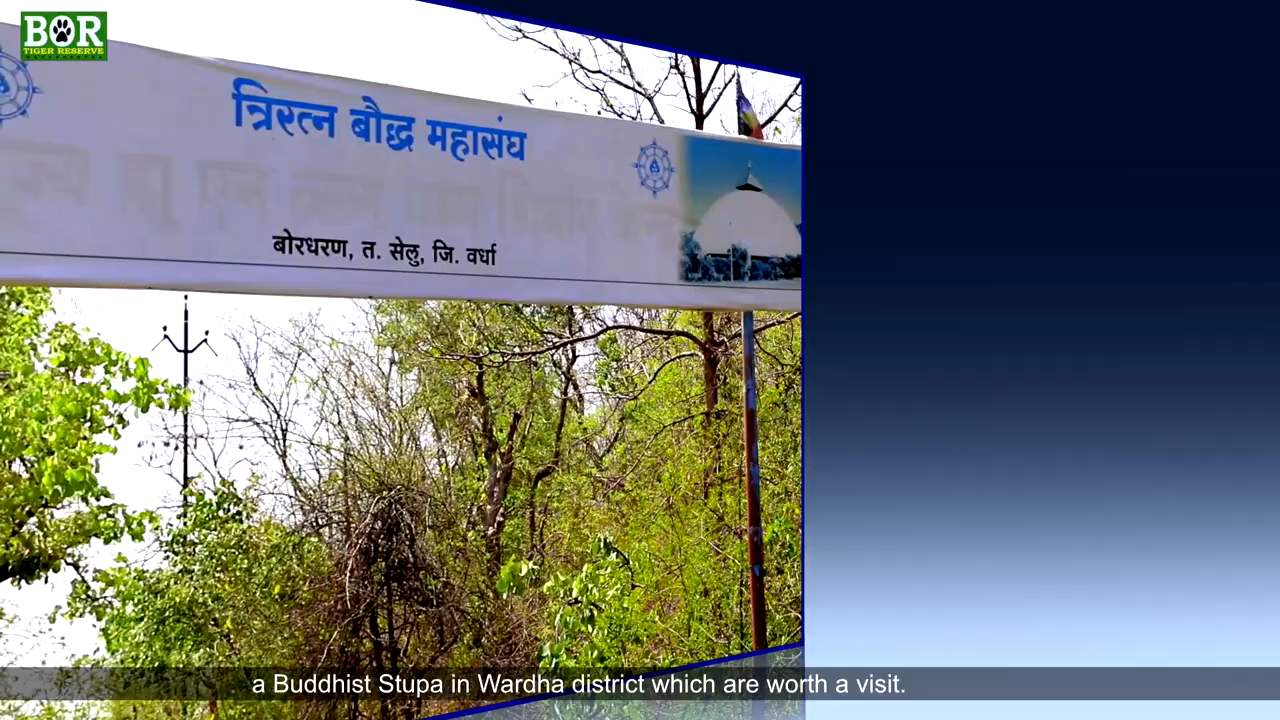 BOR
TIGER RESERVE
त्रिरत्न बौद्ध महासंघ
बोरधरण, त. सेलु, जि. वर्धा
a Buddhist Stupa in Wardha district which are worth a visit.